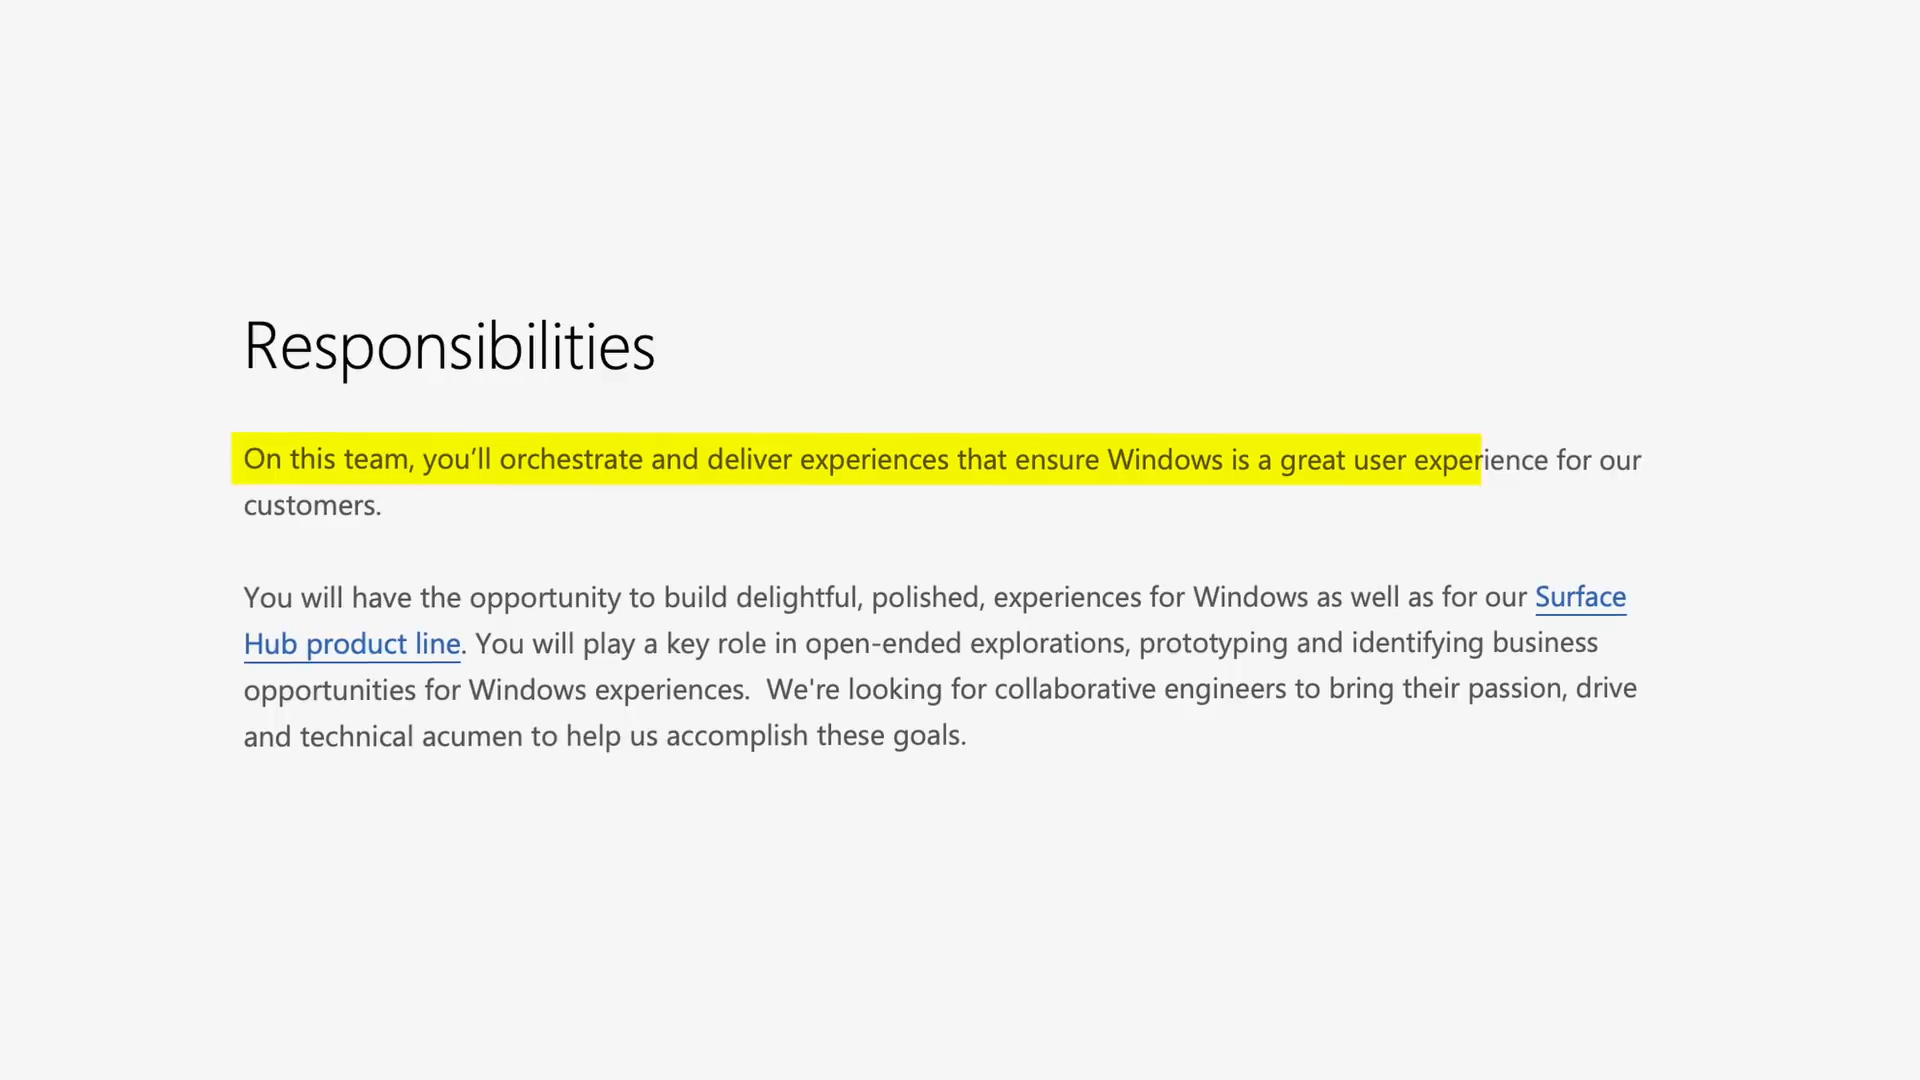 Responsibilities
On this team, you’ll orchestrate and deliver experiences that ensure Windows is a great user experience for our
customers.
You will have the opportunity to build delightful, polished, experiences for Windows as well as for our Surface
Hub product line. You will play a key role in open-ended explorations, prototyping and identifying business
opportunities for Windows experiences.  We're looking for collaborative engineers to bring their passion, drive
and technical acumen to help us accomplish these goals.